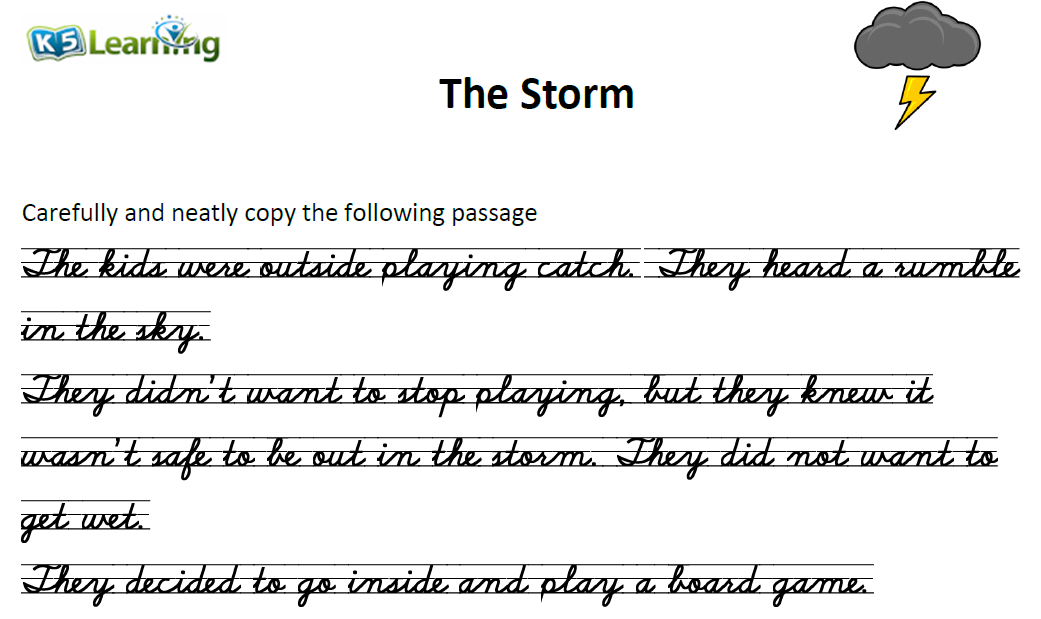 K5 Learning
The Storm
Carefully and neatly copy the following passage
The kids were outside playing catch. They heard a rumble
in the sky.
They didn't want to stop playing, but they knew it
wasn't safe to be out in the storm. They did not want to
get wet.
They decided to go inside and play a board game.